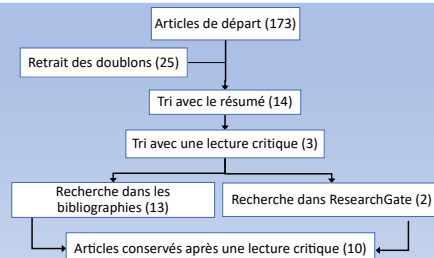 Articles de départ (173)
Retrait des doublons (25)
Tri avec le résumé (14)
Tri avec une lecture critique (3)
Recherche dans les
bibliographies (13)
Recherche dans ResearchGate (2)
Articles conservés après une lecture critique (10)